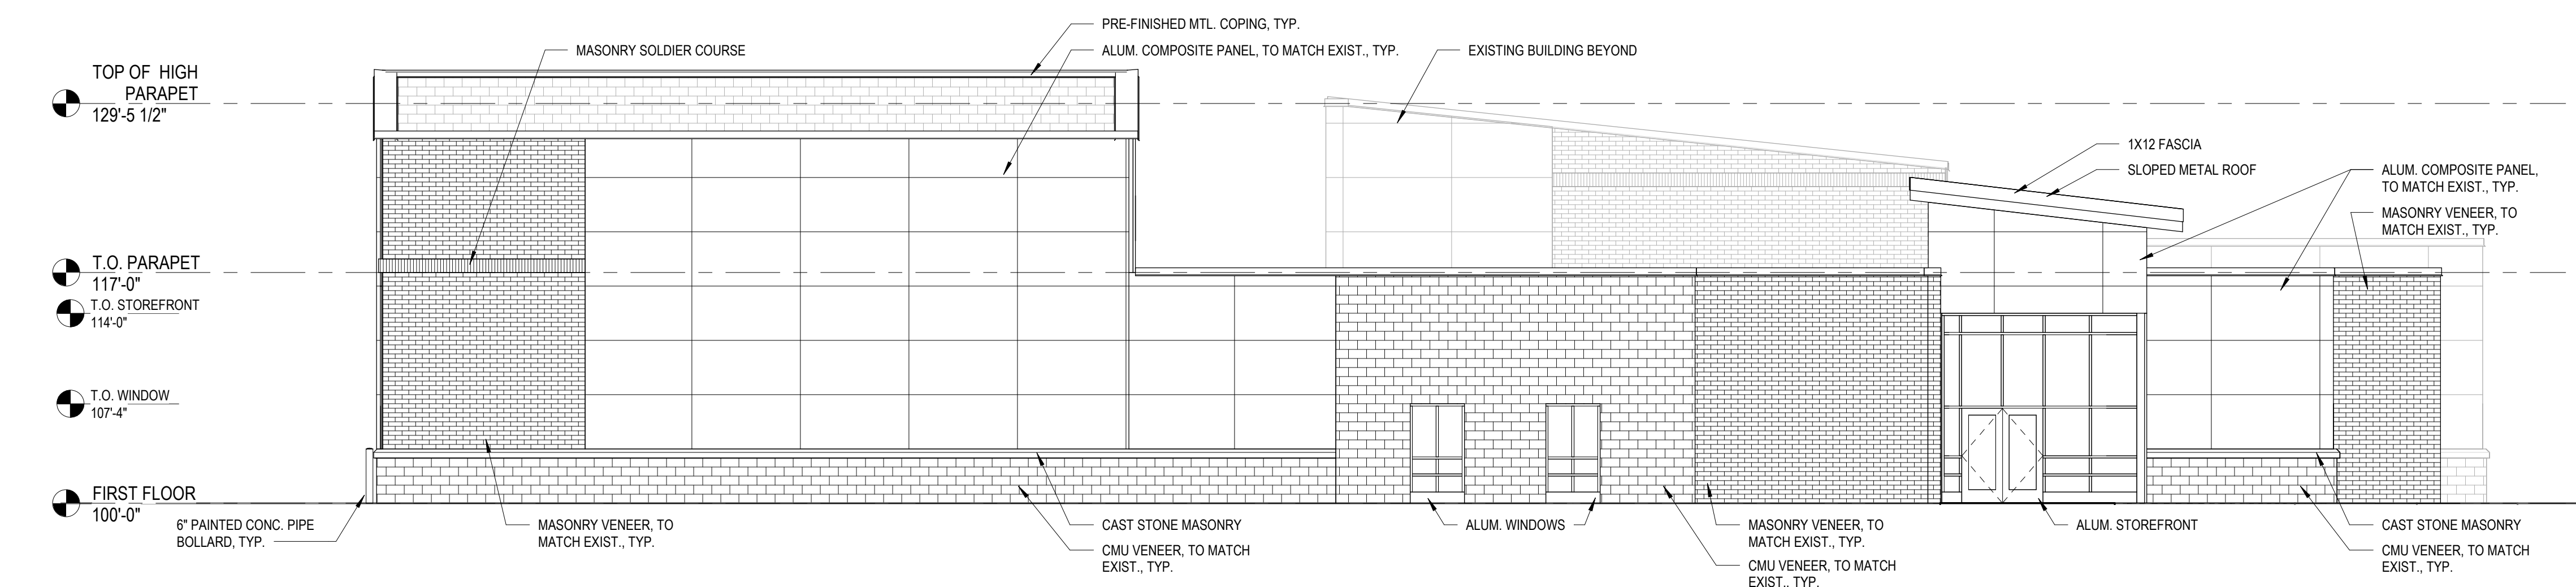 PRE-FINISHED MTL. COPING, TYP.
MASONRY SOLDIER COURSE
ALUM. COMPOSITE PANEL, TO MATCH EXIST., TYP.
EXISTING BUILDING BEYOND
TOP OF HIGH
PARAPET
129'-5 1/2"
1X12 FASCIA
SLOPED METAL ROOF
ALUM. COMPOSITE PANEL,
TO MATCH EXIST., TYP.
MASONRY VENEER, TO
MATCH EXIST., TYP.
T.O. PARAPET
117'-0"
T.O. STOREFRONT
114'-0"
T.O. WINDOW
107'-4"
FIRST FLOOR
100'-0"
6" PAINTED CONC. PIPE
BOLLARD, TYP.
MASONRY VENEER, TO
MATCH EXIST., TYP.
CAST STONE MASONRY
CMU VENEER, TO MATCH
EXIST., TYP.
ALUM. WINDOWS
MASONRY VENEER, TO
MATCH EXIST., TYP.
CMU VENEER, TO MATCH
EXIST., TYP.
ALUM. STOREFRONT
CAST STONE MASONRY
CMU VENEER, TO MATCH
EXIST., TYP.